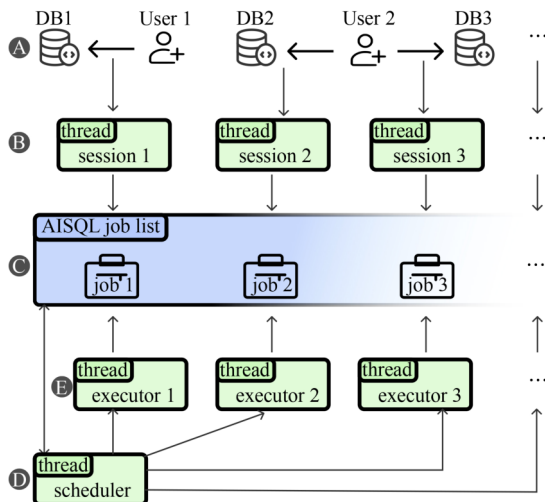 DB1 User 1 DB2 User 2 DB3
A ...
thread thread thread
B session 1 session 2 session 3 ...
AISQL job list
C job 1 job 2 job 3 ...
thread thread thread
E executor 1 executor 2 executor 3 ...
thread
D scheduler